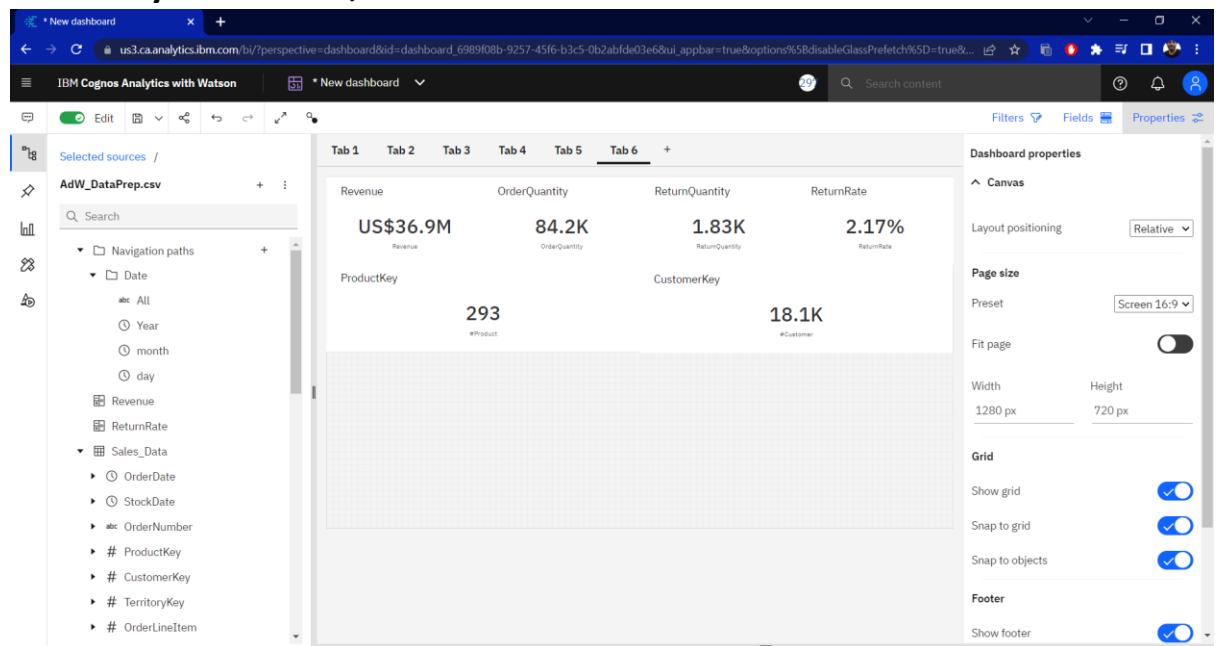 * New dashboard
us3.ca.analytics.ibm.com/bi/?perspective=dashboard&id=dashboard_6989f08b-9257-45f6-b3c5-0b2abfde03e6&ui_appbar=true&options%5BdisableGlassPrefetch%5D=true&...
IBM Cognos Analytics with Watson
* New dashboard
Search content
Edit
Filters
Fields
Properties
Selected sources /
AdW_DataPrep.csv
Search
Navigation paths
Date
abc All
Year
month
day
Revenue
ReturnRate
Sales_Data
OrderDate
StockDate
abc OrderNumber
# ProductKey
# CustomerKey
# TerritoryKey
# OrderLineItem
Tab 1 Tab 2 Tab 3 Tab 4 Tab 5 Tab 6 +
Revenue
US$36.9M
Revenue
OrderQuantity
84.2K
OrderQuantity
ReturnQuantity
1.83K
ReturnQuantity
ReturnRate
2.17%
ReturnRate
ProductKey
293
#Product
CustomerKey
18.1K
#Customer
Dashboard properties
Canvas
Layout positioning Relative
Page size
Preset Screen 16:9
Fit page
Width Height
1280 px 720 px
Grid
Show grid
Snap to grid
Snap to objects
Footer
Show footer